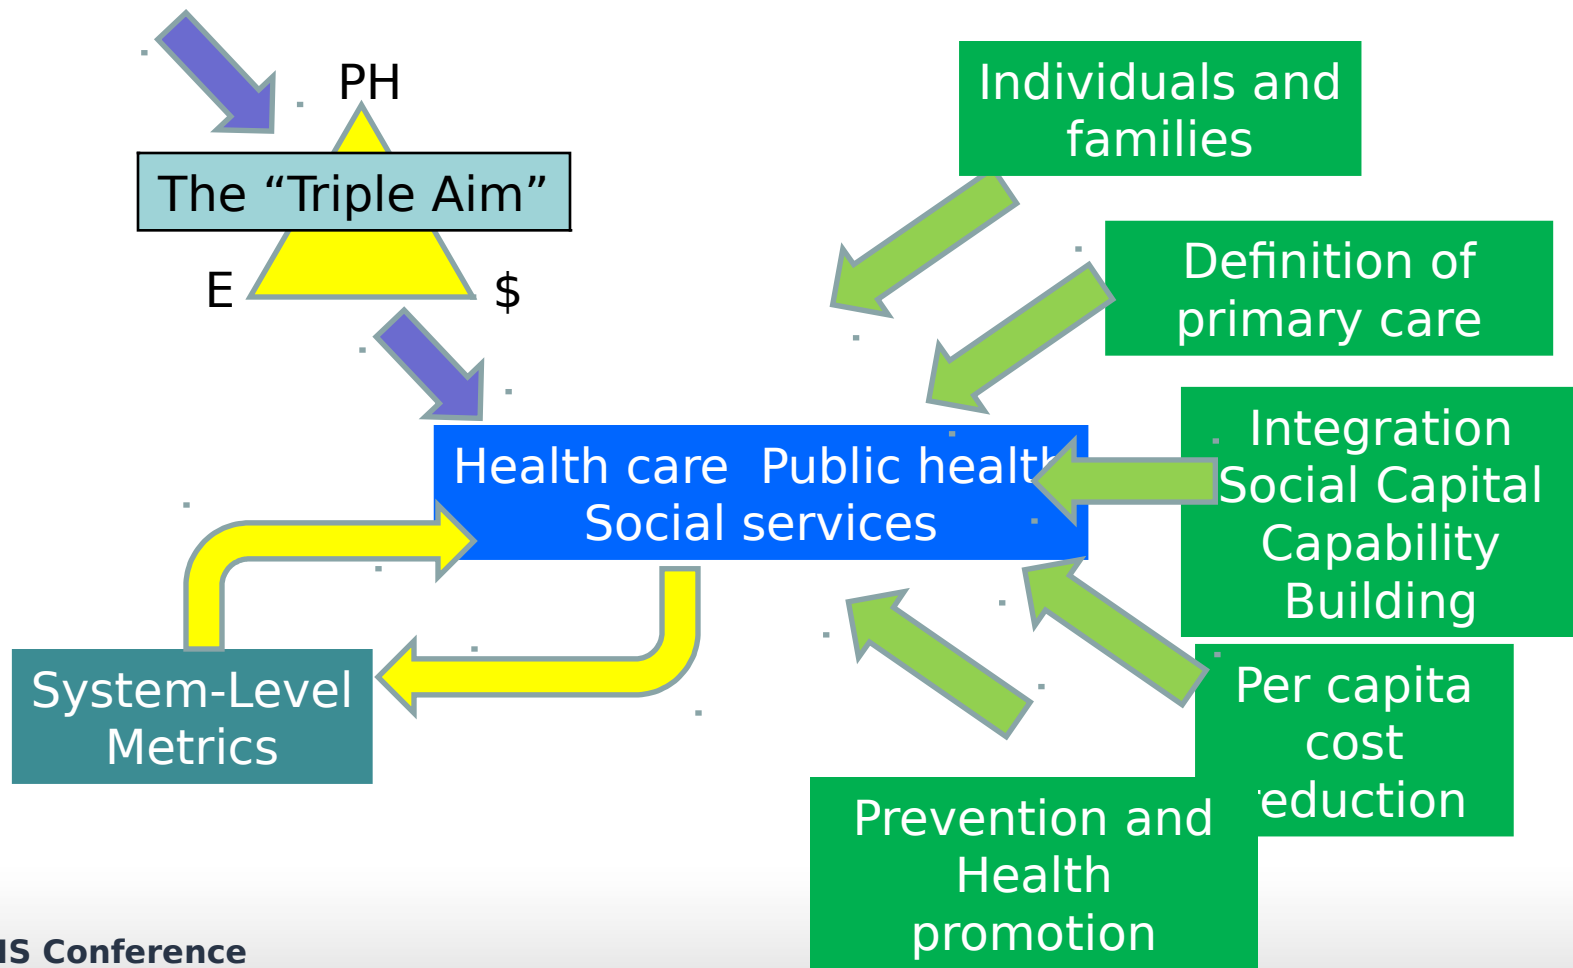 PH
The “Triple Aim”
E
$
Individuals and
families
Definition of
primary care
Health care Public health
Social services
Integration
Social Capital
Capability
Building
System-Level
Metrics
Per capita
cost
eduction
Prevention and
Health
promotion
IS Conference